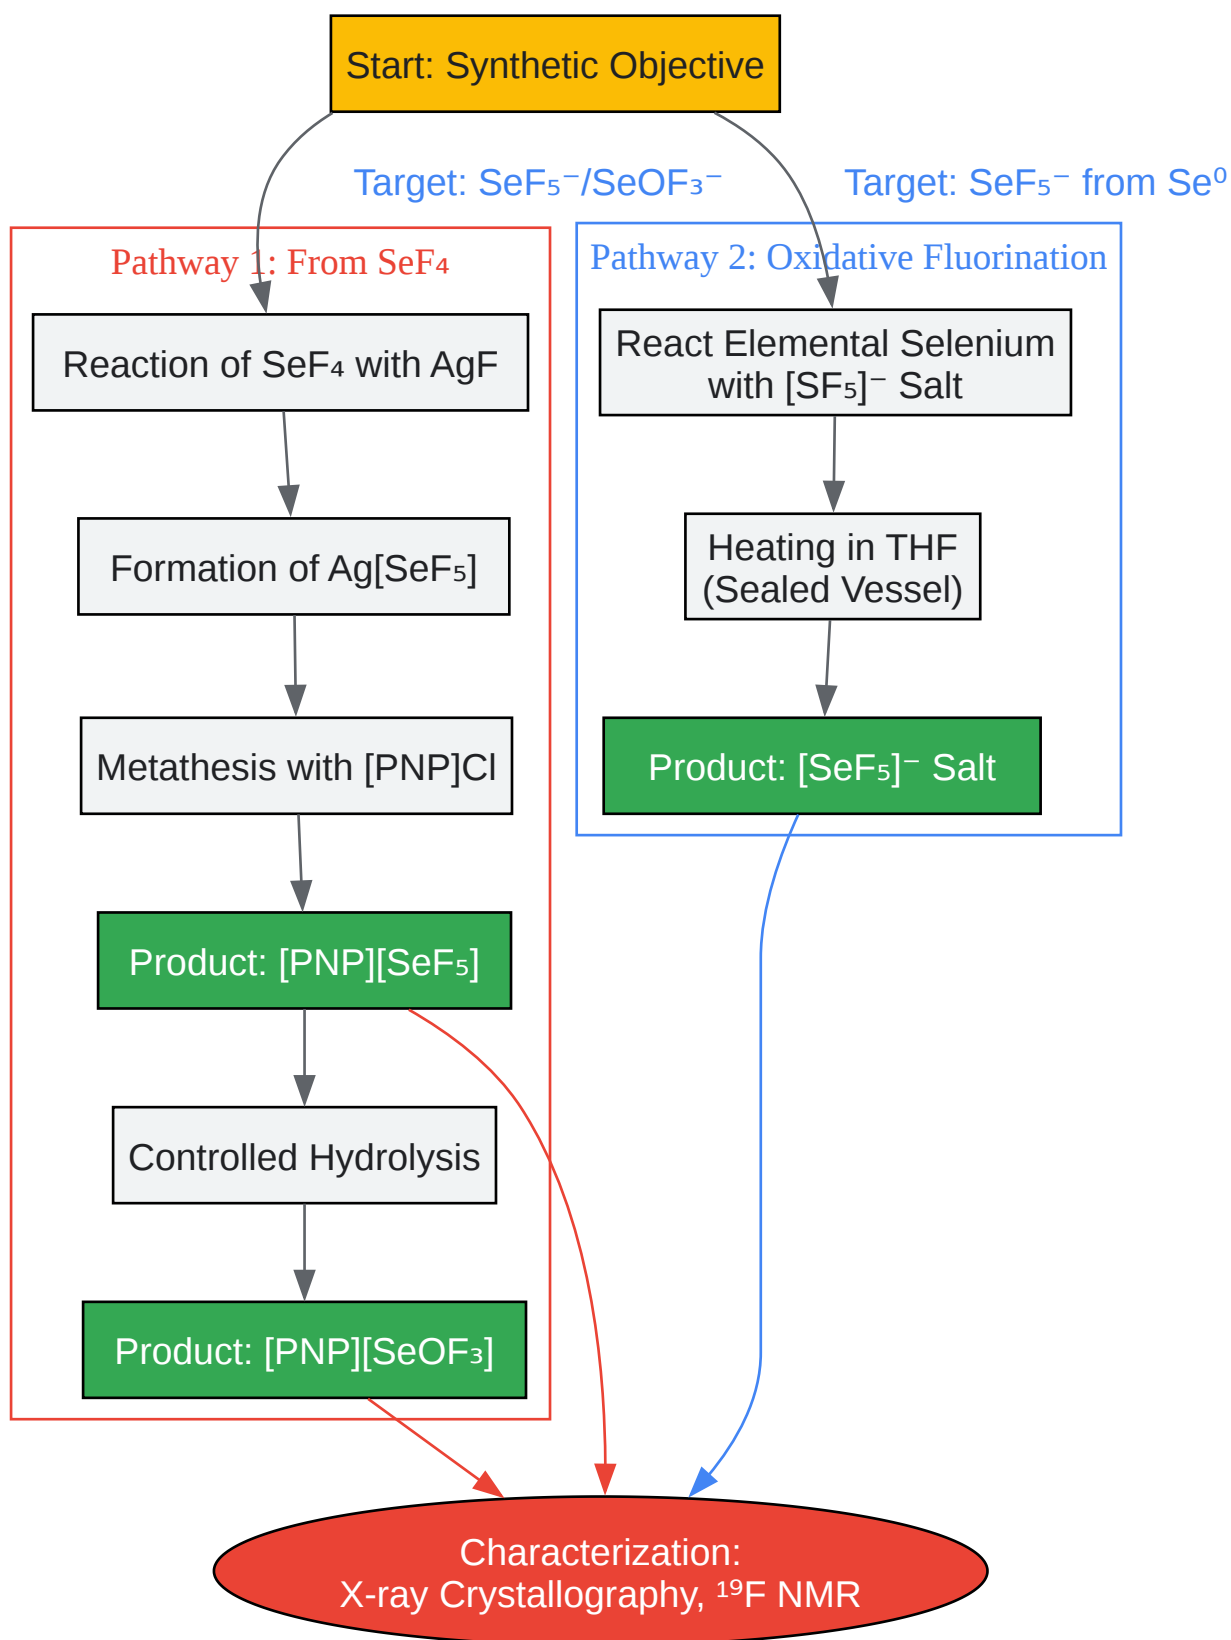 Start: Synthetic Objective
Target: SeF₅⁻/SeOF₃⁻
Target: SeF₅⁻ from Se⁰
Pathway 1: From SeF₄
Reaction of SeF₄ with AgF
Formation of Ag[SeF₅]
Metathesis with [PNP]Cl
Product: [PNP][SeF₅]
Controlled Hydrolysis
Product: [PNP][SeOF₃]
Pathway 2: Oxidative Fluorination
React Elemental Selenium
with [SF₅]⁻ Salt
Heating in THF
(Sealed Vessel)
Product: [SeF₅]⁻ Salt
Characterization:
X-ray Crystallography, ¹⁹F NMR